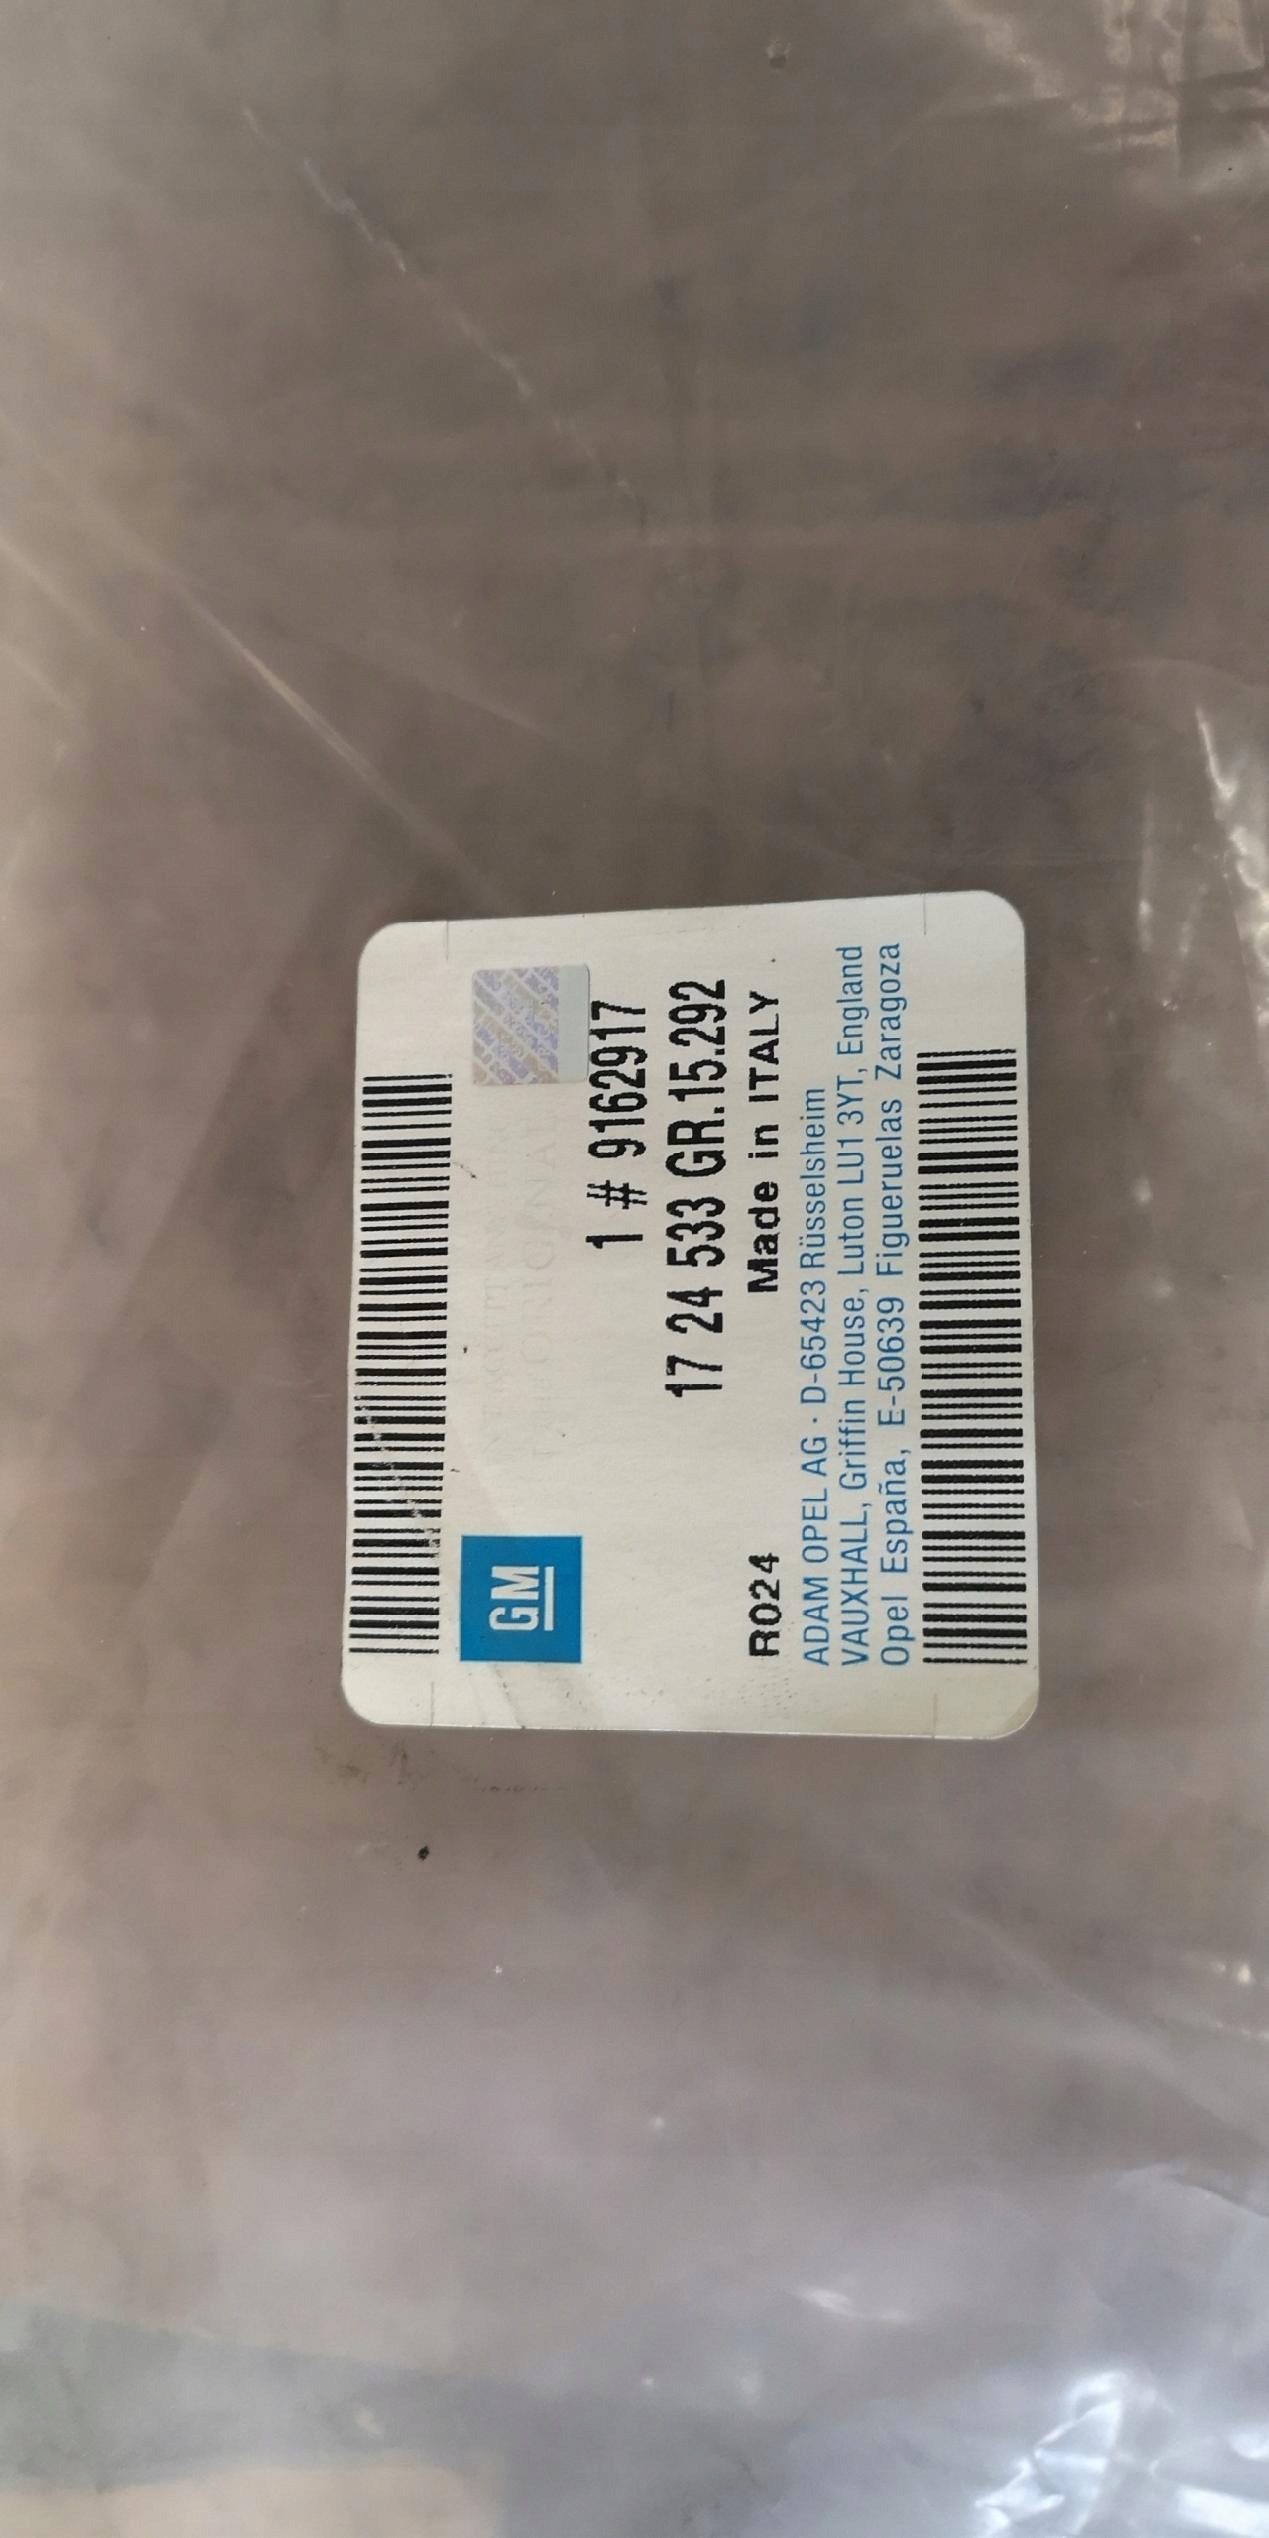 GM
1 # 9162917
17 24 533 GR.15.292
R024 Made in ITALY
ADAM OPEL AG · D-65423 Rüsselsheim
VAUXHALL, Griffin House, Luton LU1 3YT, England
Opel España, E-50639 Figueruelas Zaragoza